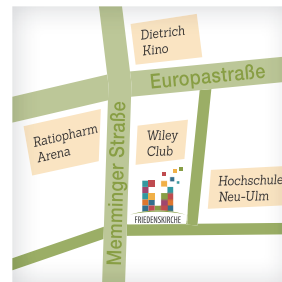 Dietrich
Kino
Europastraße
Ratiopharm
Arena
Wiley
Club
Memminger Straße
Hochschule
Neu-Ulm
FRIEDENSKIRCHE